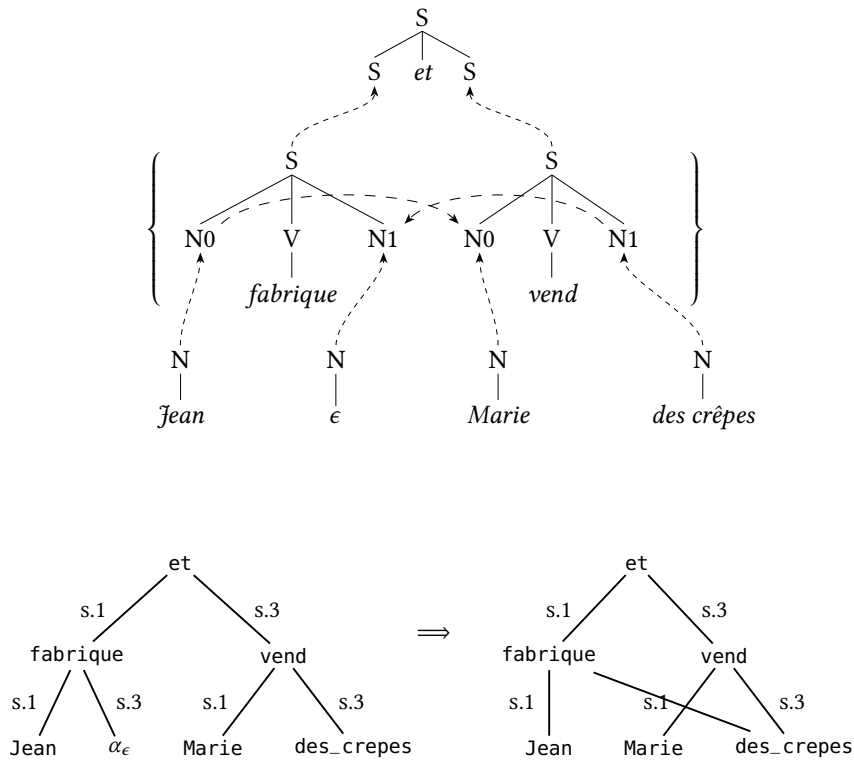 S
S et S
S S
N0 V N1 N0 V N1
fabrique vend
N N N N
Jean ϵ Marie des crêpes
et et
s.1 s.3 s.1 s.3
⟹
fabrique vend fabrique vend
s.1 s.3 s.1 s.3 s.1 s.1 s.3
Jean αϵ Marie des_crepes Jean Marie des_crepes